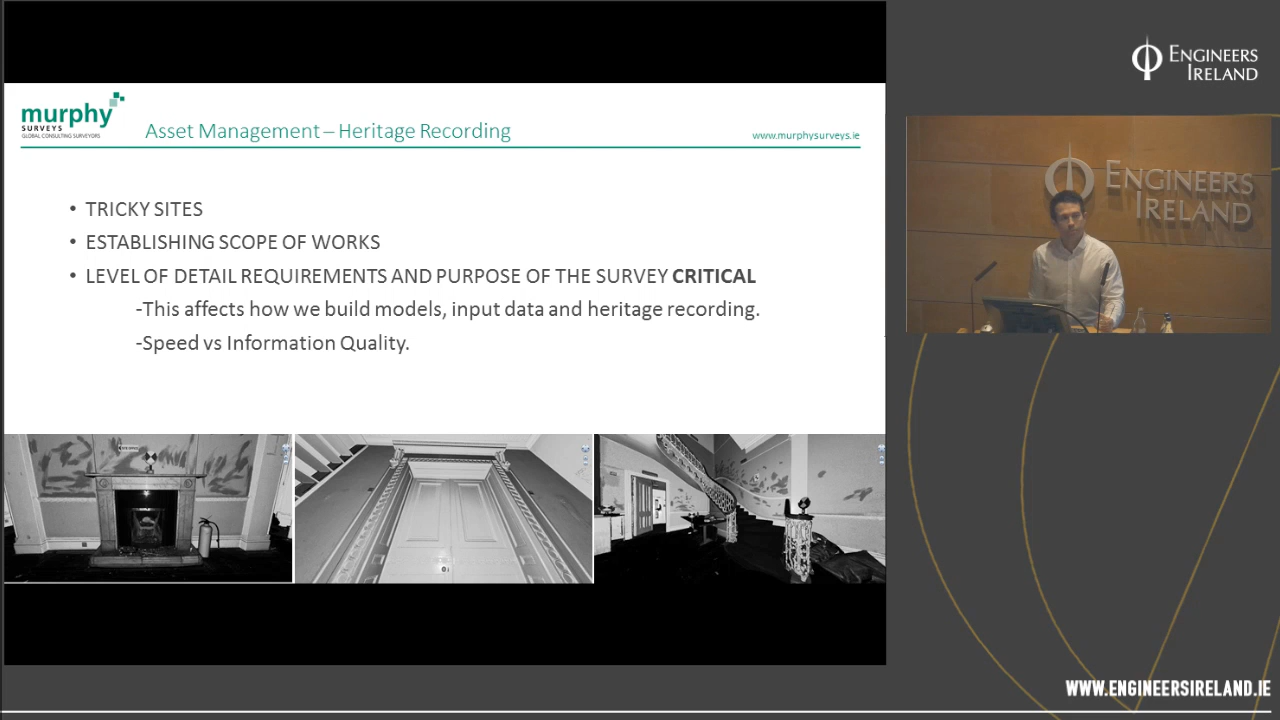 murphy
SURVEYS
GLOBAL CONSULTING SURVEYORS
Asset Management – Heritage Recording
www.murphysurveys.ie
• TRICKY SITES
• ESTABLISHING SCOPE OF WORKS
• LEVEL OF DETAIL REQUIREMENTS AND PURPOSE OF THE SURVEY CRITICAL
-This affects how we build models, input data and heritage recording.
-Speed vs Information Quality.
ENGINEERS
IRELAND
ENGINEERS
IRELAND
WWW.ENGINEERSIRELAND.IE